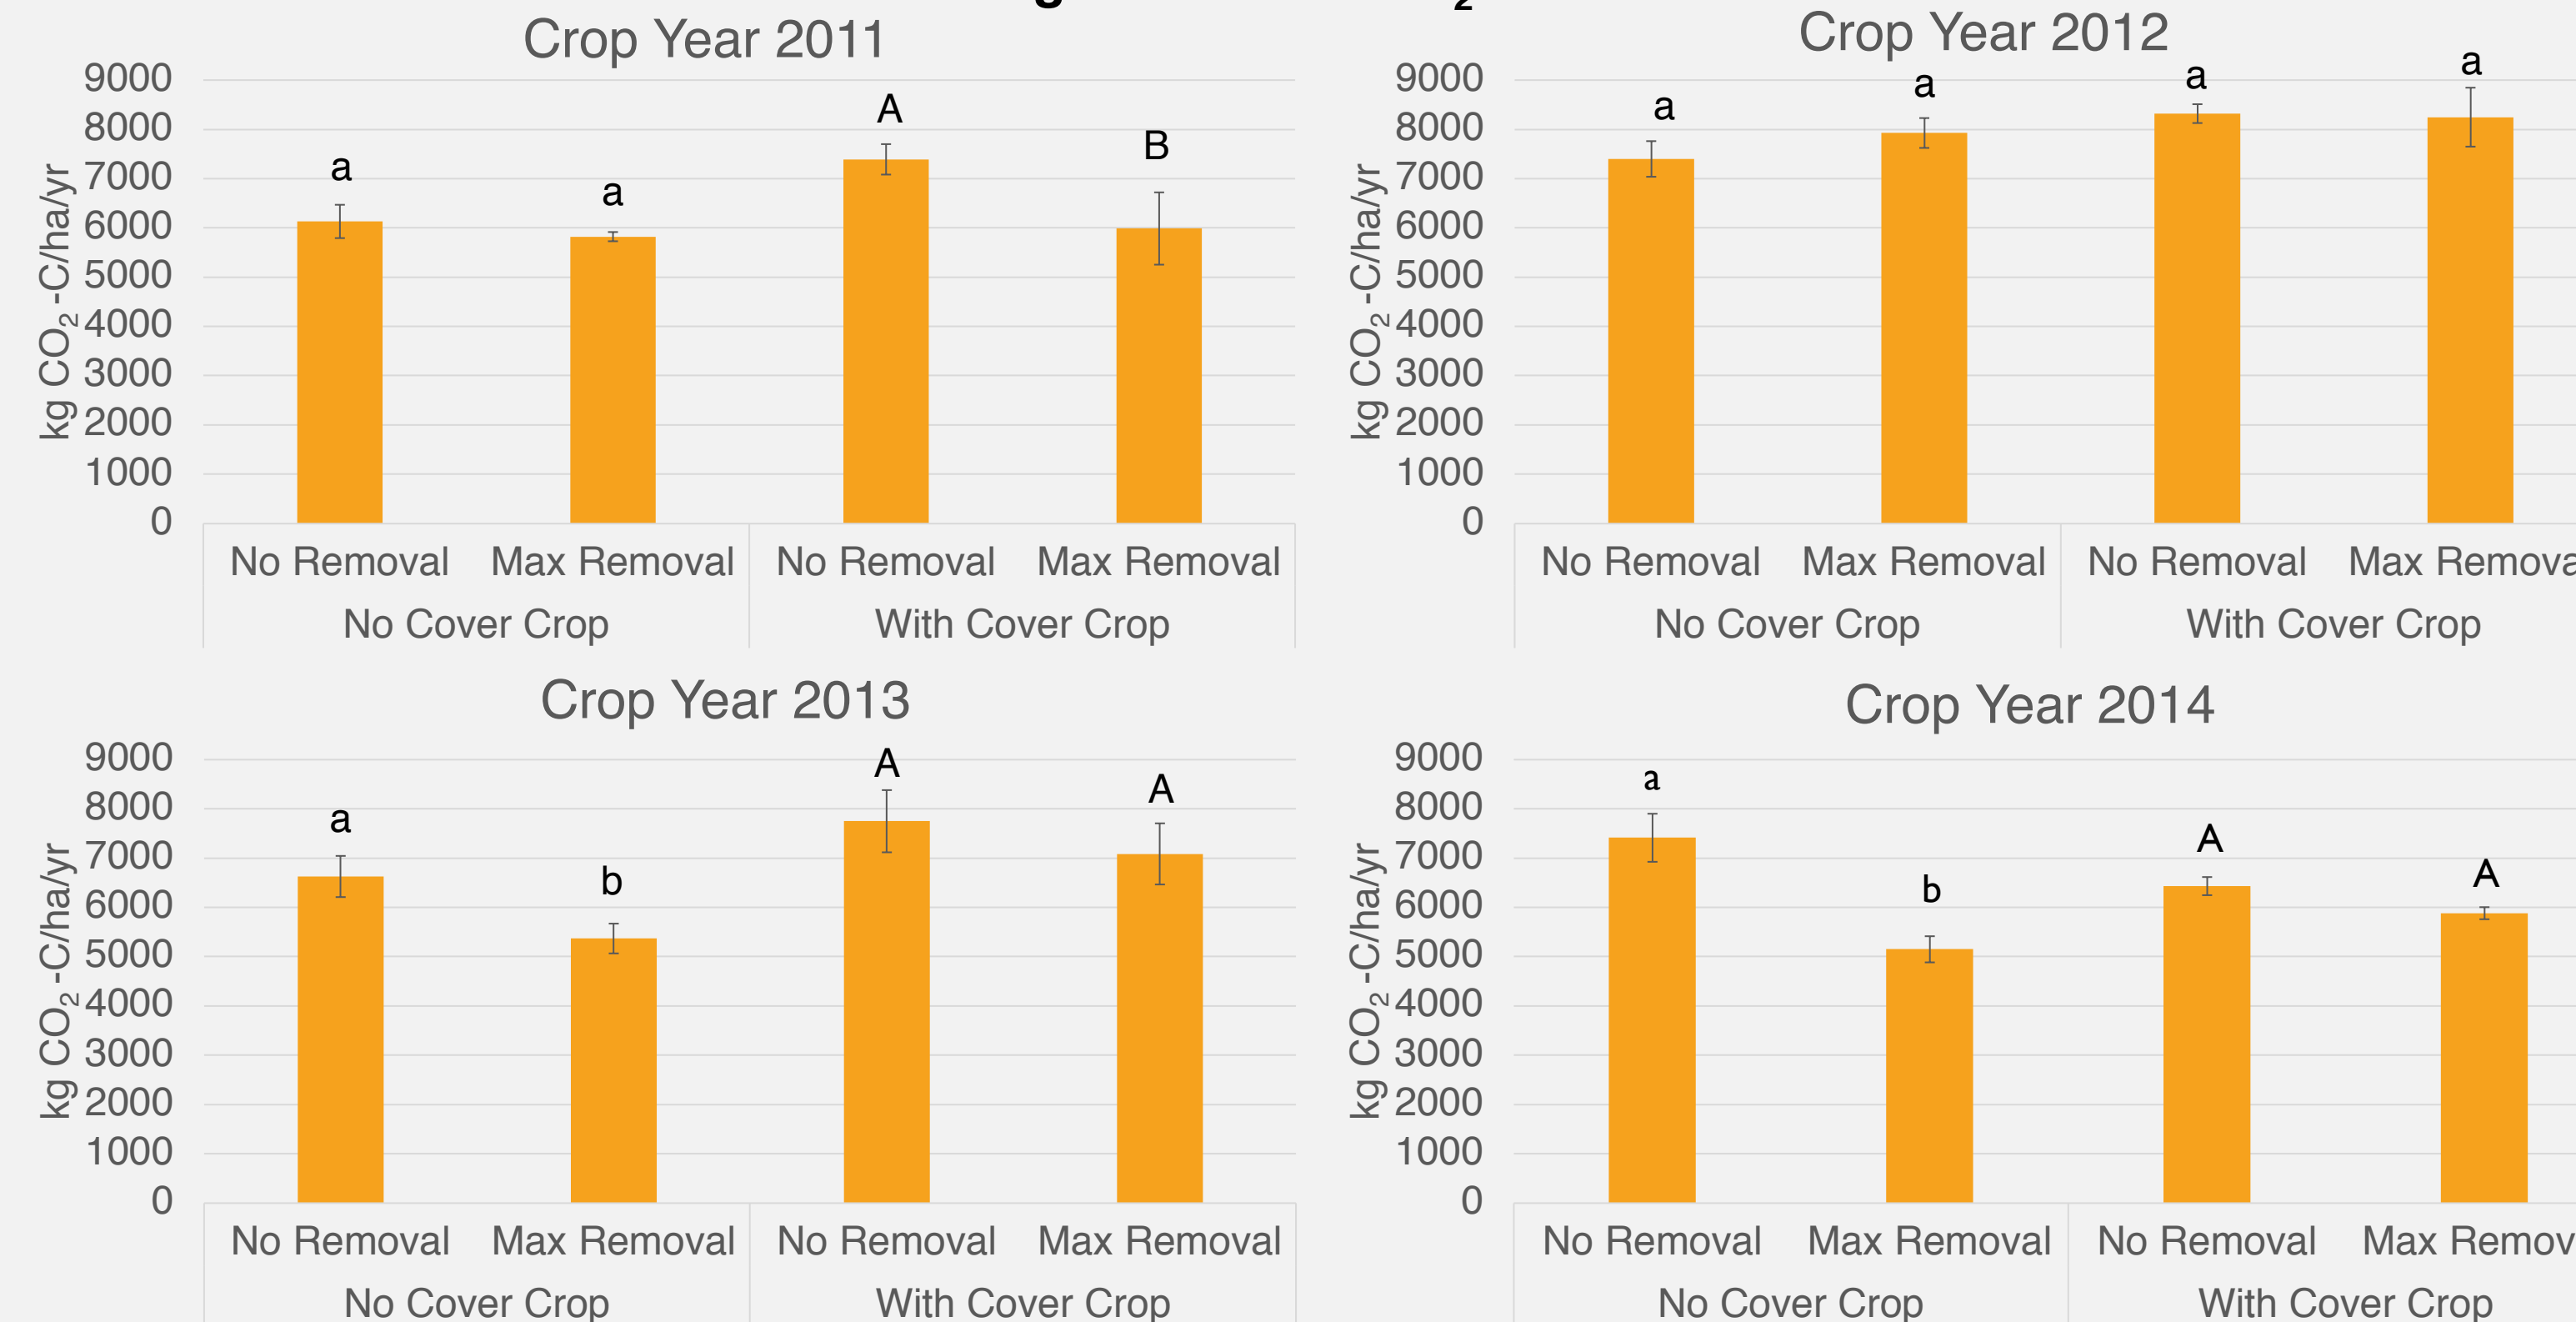 Crop Year 2011
9000
8000
7000
6000
5000
4000
3000
2000
1000
0
kg CO₂-C/ha/yr
a
a
A
B
No Removal Max Removal No Removal Max Removal
No Cover Crop With Cover Crop
Crop Year 2012
9000
8000
7000
6000
5000
4000
3000
2000
1000
0
kg CO₂-C/ha/yr
a
a
a
a
No Removal Max Removal No Removal Max Remova
No Cover Crop With Cover Crop
Crop Year 2013
9000
8000
7000
6000
5000
4000
3000
2000
1000
0
kg CO₂-C/ha/yr
a
b
A
A
No Removal Max Removal No Removal Max Removal
No Cover Crop With Cover Crop
Crop Year 2014
9000
8000
7000
6000
5000
4000
3000
2000
1000
0
kg CO₂-C/ha/yr
a
b
A
A
No Removal Max Removal No Removal Max Remov
No Cover Crop With Cover Crop